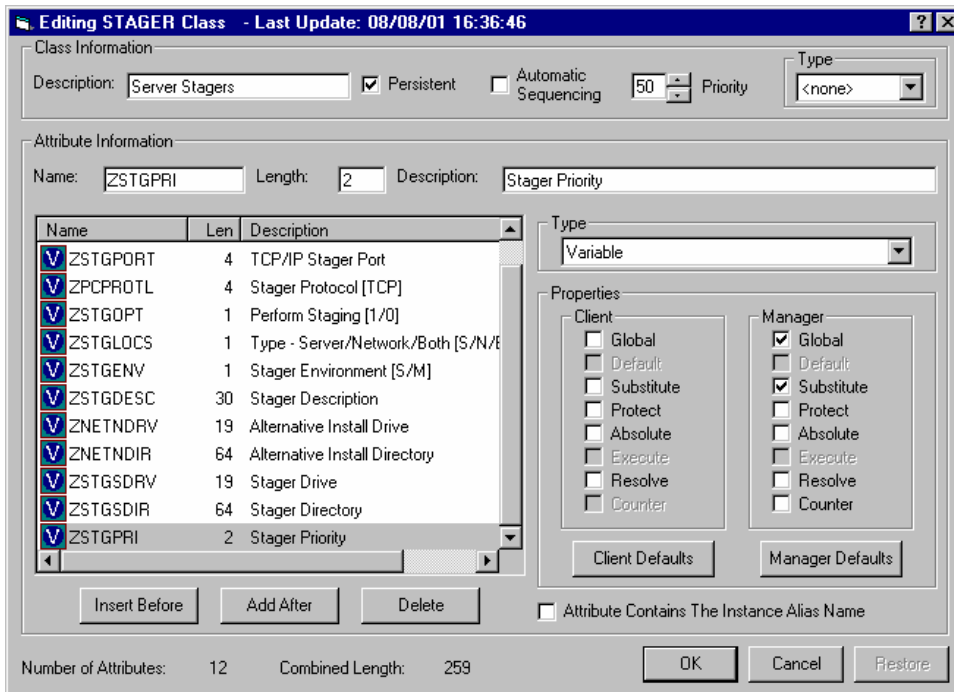 Editing STAGER Class - Last Update: 08/08/01 16:36:46
Class Information
Description: Server Stagers Persistent Automatic Sequencing 50 Priority Type <none>
Attribute Information
Name: ZSTGPRI Length: 2 Description: Stager Priority
Name Len Description
ZSTGPORT 4 TCP/IP Stager Port
ZPCPROTL 4 Stager Protocol [TCP]
ZSTGOPT 1 Perform Staging [1/0]
ZSTGLOCS 1 Type - Server/Network/Both [S/N/B
ZSTGENV 1 Stager Environment [S/M]
ZSTGDESC 30 Stager Description
ZNETNDRV 19 Alternative Install Drive
ZNETNDIR 64 Alternative Install Directory
ZSTGSDRV 19 Stager Drive
ZSTGSDIR 64 Stager Directory
ZSTGPRI 2 Stager Priority
Insert Before Add After Delete
Type
Variable
Properties
Client
Global
Default
Substitute
Protect
Absolute
Execute
Resolve
Counter
Client Defaults
Manager
Global
Default
Substitute
Protect
Absolute
Execute
Resolve
Counter
Manager Defaults
Attribute Contains The Instance Alias Name
Number of Attributes: 12 Combined Length: 259
OK Cancel Restore